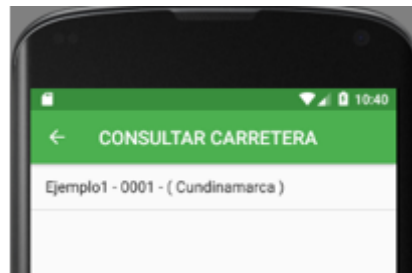 10:40
CONSULTAR CARRETERA
Ejemplo1 - 0001 - ( Cundinamarca )